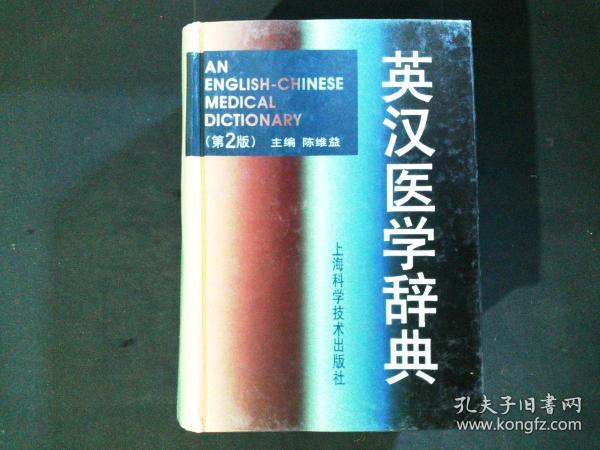 AN
ENGLISH-CHINESE
MEDICAL
DICTIONARY
(第2版) 主编 陈维益
英汉医学辞典
上海科学技术出版社
孔夫子旧书网
www.kongfz.com